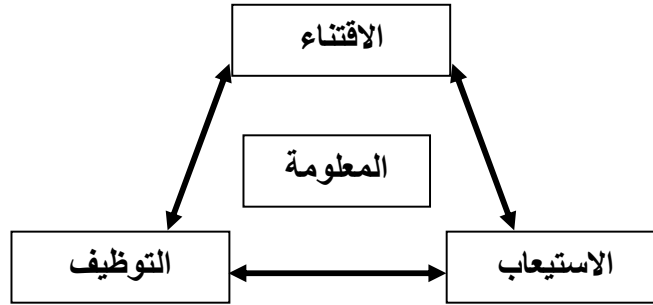 الاقتناء
المعلومة
الاستيعاب
التوظيف